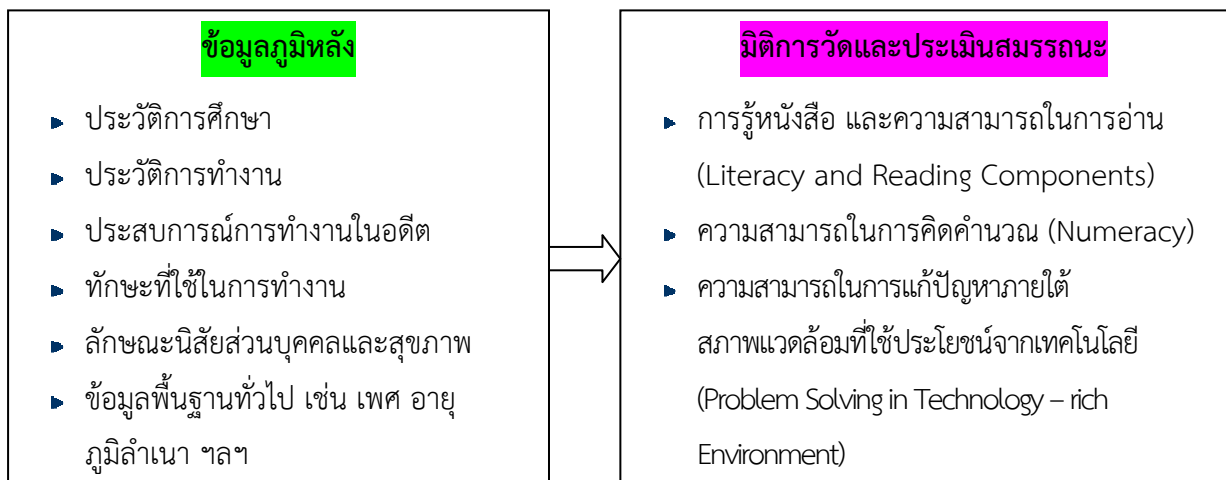 ข้อมูลภูมิหลัง
ประวัติการศึกษา
ประวัติการทำงาน
ประสบการณ์การทำงานในอดีต
ทักษะที่ใช้ในการทำงาน
ลักษณะนิสัยส่วนบุคคลและสุขภาพ
ข้อมูลพื้นฐานทั่วไป เช่น เพศ อายุ
ภูมิลำเนา ฯลฯ
มิติการวัดและประเมินสมรรถนะ
การรู้หนังสือ และความสามารถในการอ่าน
(Literacy and Reading Components)
ความสามารถในการคิดคำนวณ (Numeracy)
ความสามารถในการแก้ปัญหาภายใต้
สภาพแวดล้อมที่ใช้ประโยชน์จากเทคโนโลยี
(Problem Solving in Technology – rich
Environment)